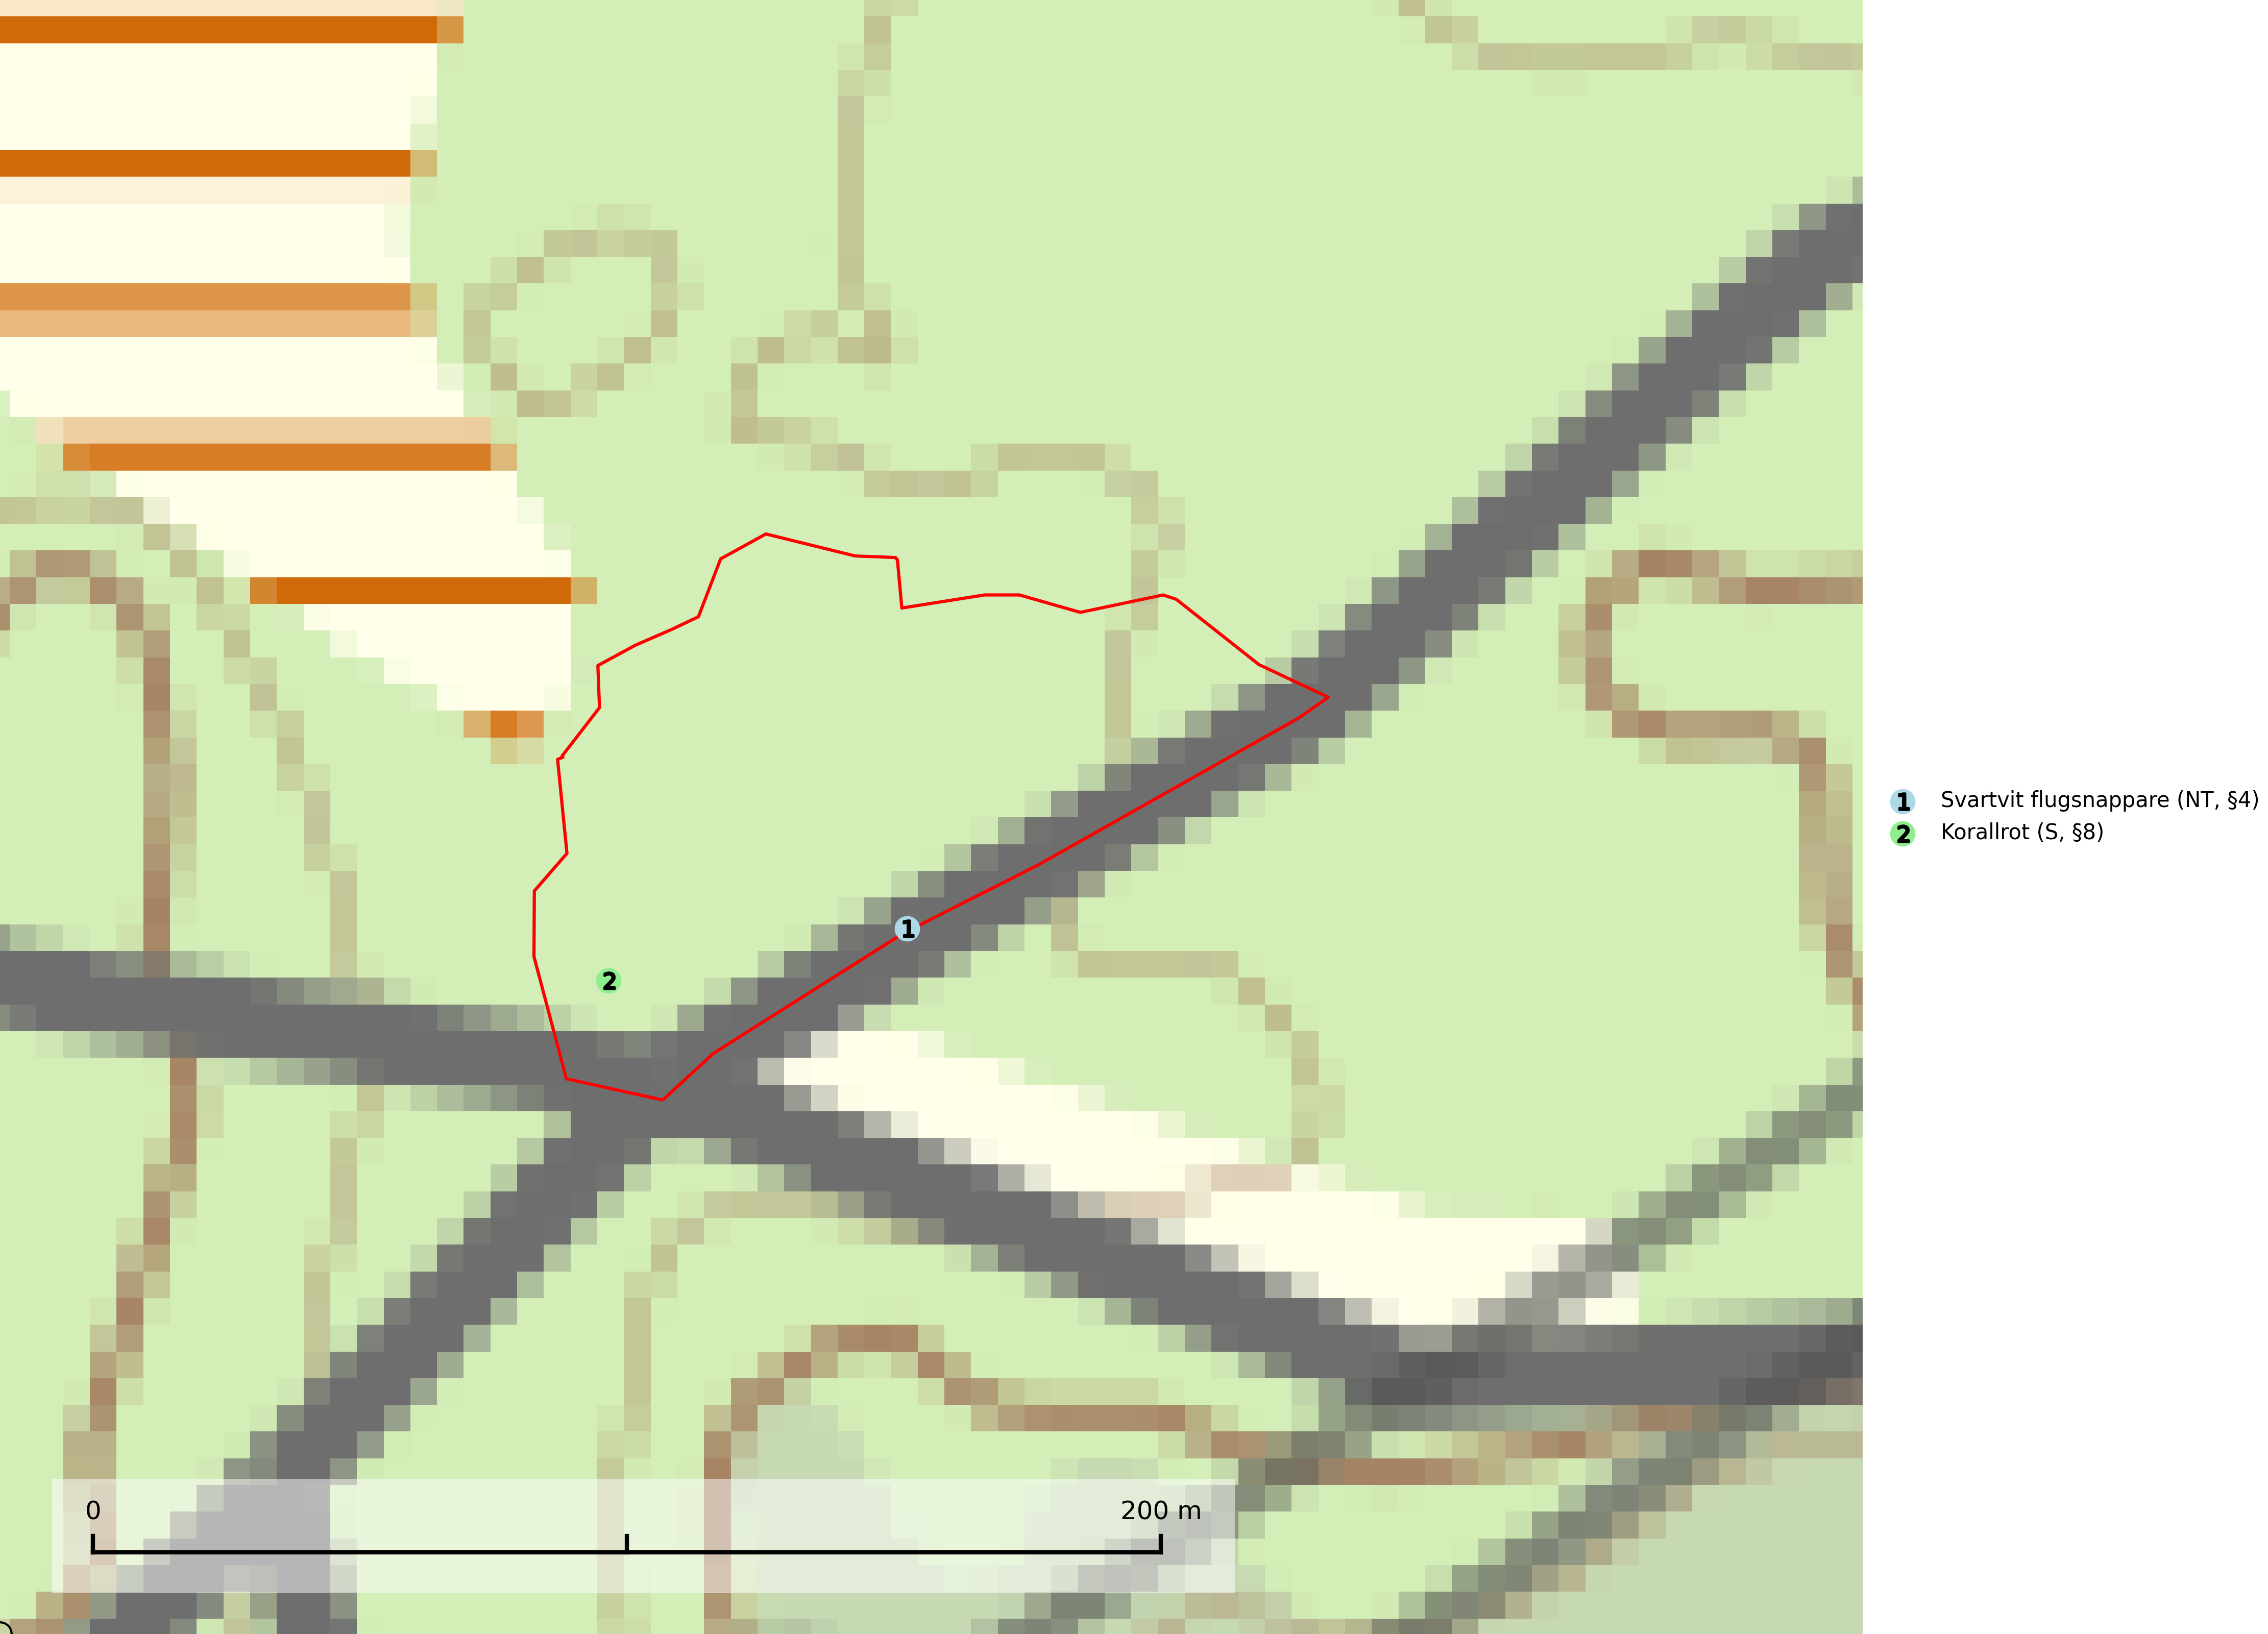 1 Svartvit flugsnappare (NT, §4)
2 Korallrot (S, §8)
1
2
0 200 m